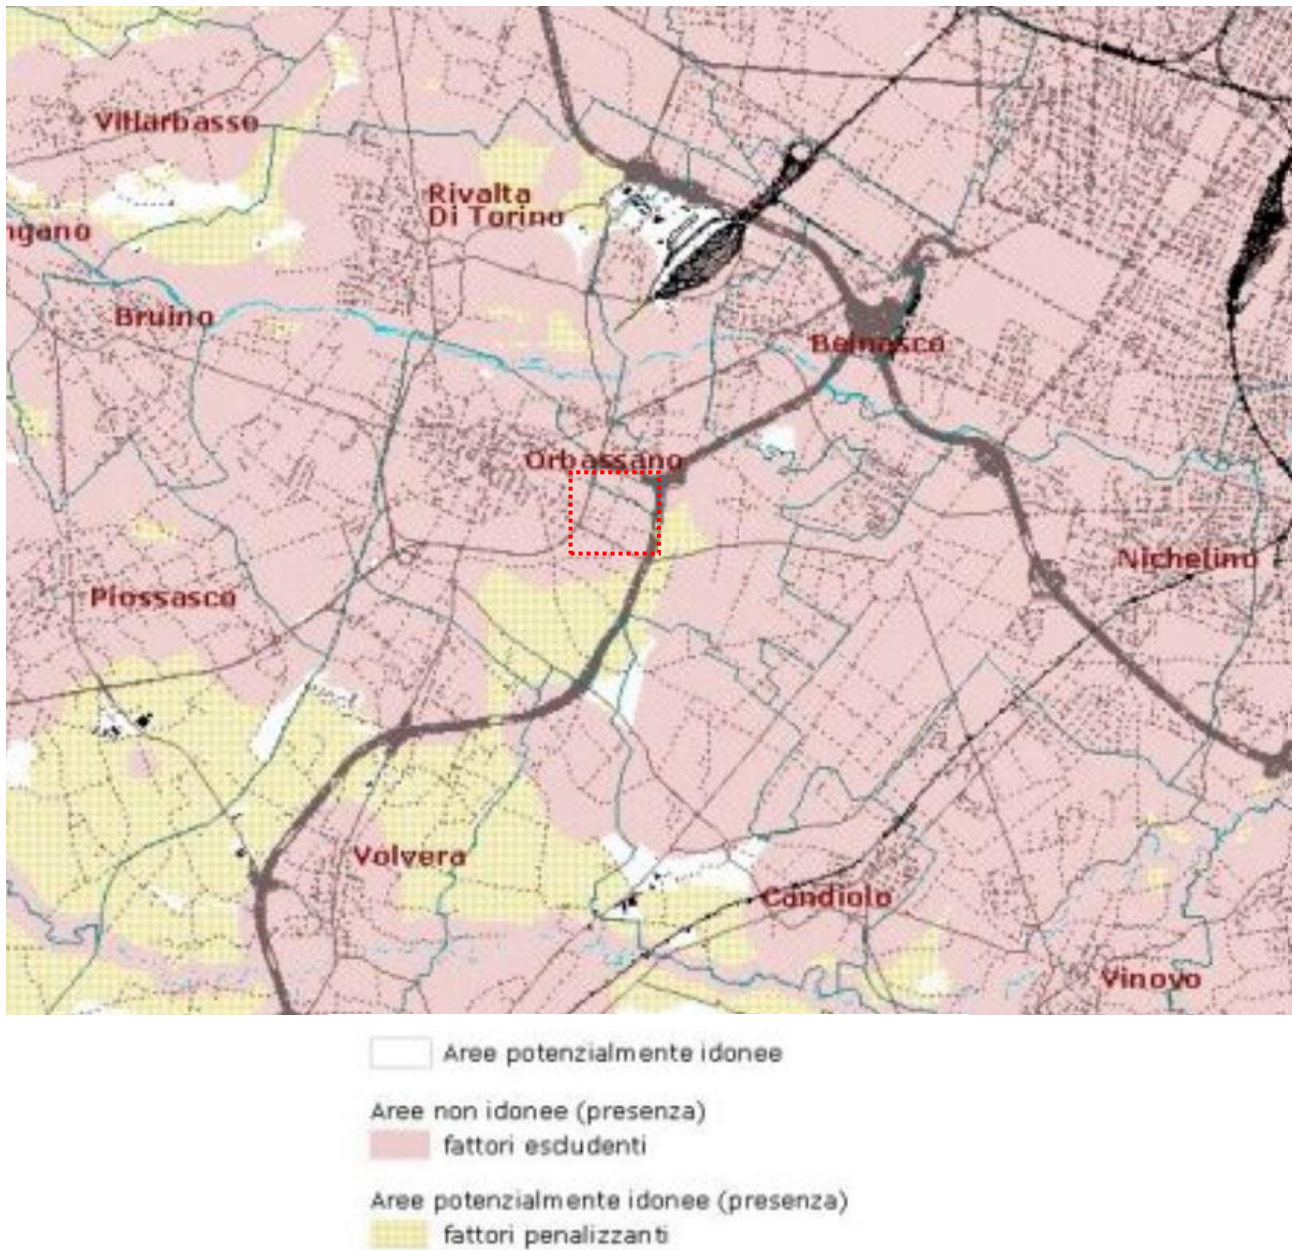 Villarbasso
Rivalta
Di Torino
ngano
Bruino
Beinasco
Orbassano
Nichelino
Piossasco
Volvera
Candiolo
Vinovo
Aree potenzialmente idonee
Aree non idonee (presenza)
fattori escludenti
Aree potenzialmente idonee (presenza)
fattori penalizzanti